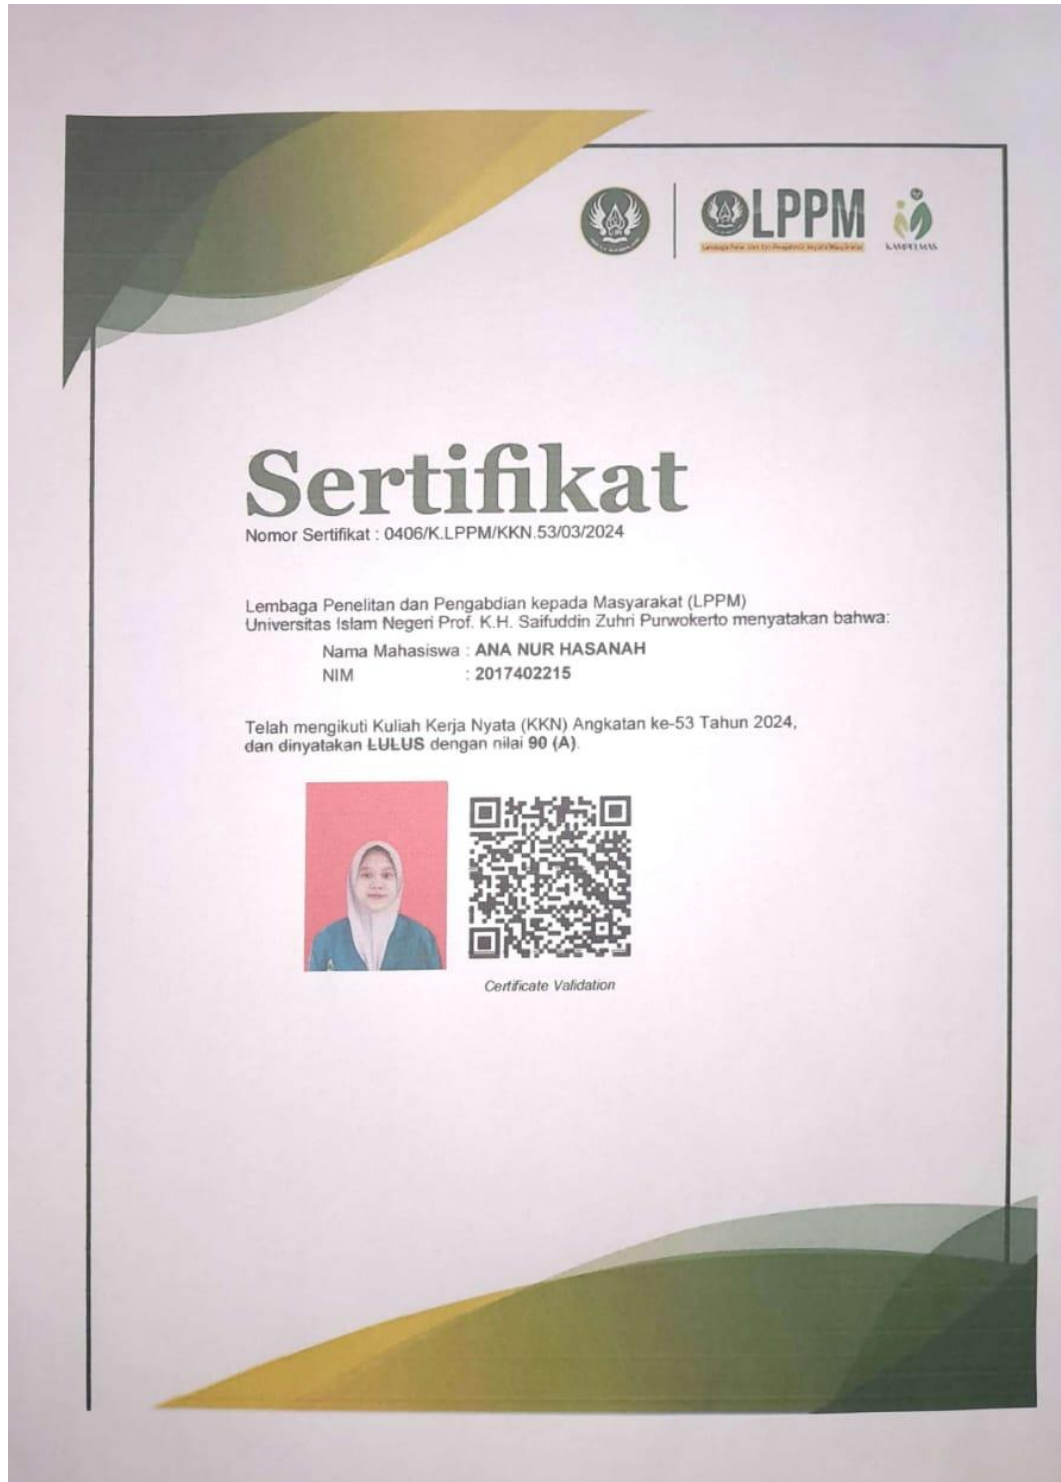 LPPM
KAMPELMAS
Sertifikat
Nomor Sertifikat : 0406/K.LPPM/KKN.53/03/2024
Lembaga Penelitan dan Pengabdian kepada Masyarakat (LPPM)
Universitas Islam Negeri Prof. K.H. Saifuddin Zuhri Purwokerto menyatakan bahwa:
Nama Mahasiswa : ANA NUR HASANAH
NIM : 2017402215
Telah mengikuti Kuliah Kerja Nyata (KKN) Angkatan ke-53 Tahun 2024,
dan dinyatakan LULUS dengan nilai 90 (A).
Certificate Validation